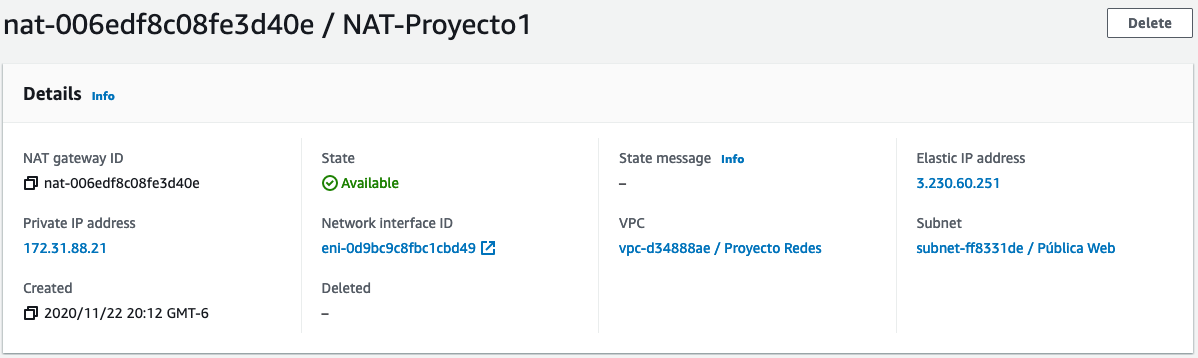 nat-006edf8c08fe3d40e / NAT-Proyecto1
Delete
Details Info
NAT gateway ID
nat-006edf8c08fe3d40e
State
Available
State message Info
–
Elastic IP address
3.230.60.251
Private IP address
172.31.88.21
Network interface ID
eni-0d9bc9c8fbc1cbd49
VPC
vpc-d34888ae / Proyecto Redes
Subnet
subnet-ff8331de / Pública Web
Created
2020/11/22 20:12 GMT-6
Deleted
–